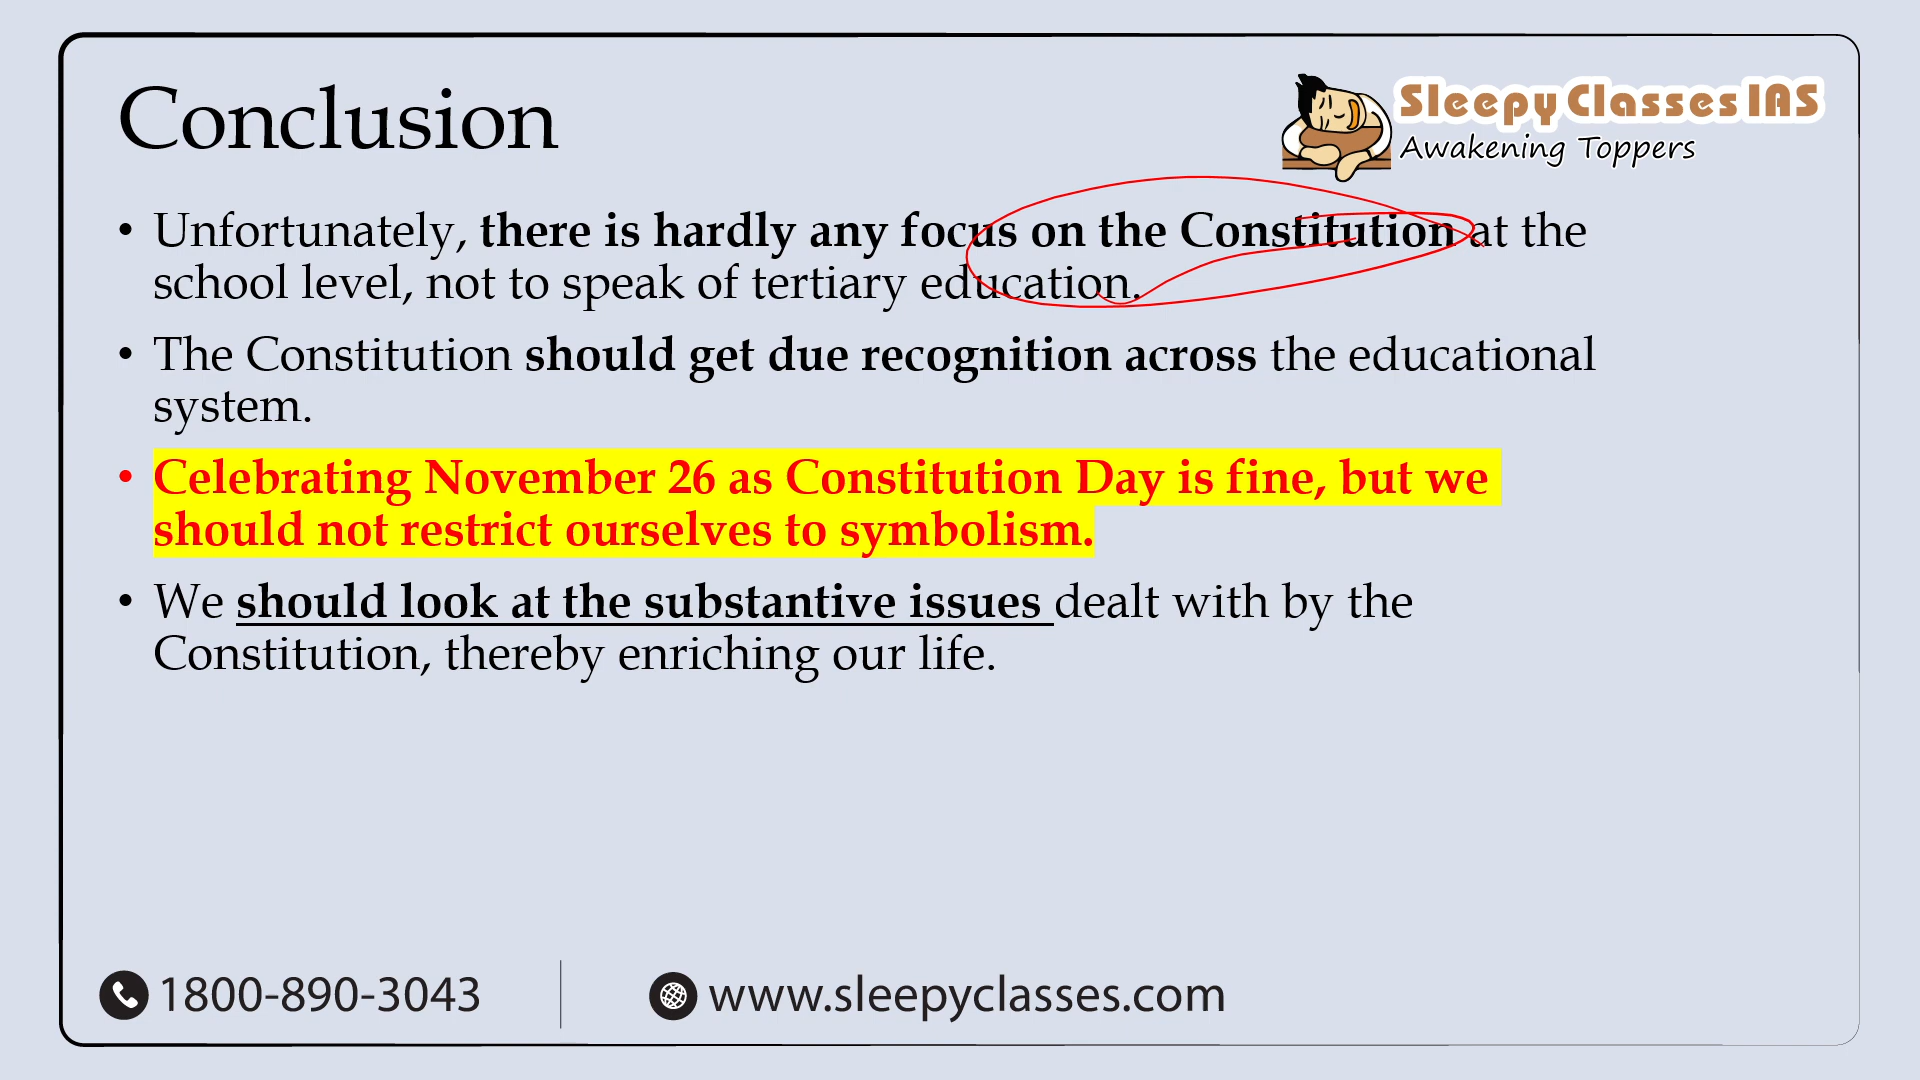 Conclusion
Sleepy Classes IAS
Awakening Toppers
• Unfortunately, there is hardly any focus on the Constitution at the
school level, not to speak of tertiary education.
• The Constitution should get due recognition across the educational
system.
• Celebrating November 26 as Constitution Day is fine, but we
should not restrict ourselves to symbolism.
• We should look at the substantive issues dealt with by the
Constitution, thereby enriching our life.
1800-890-3043
www.sleepyclasses.com